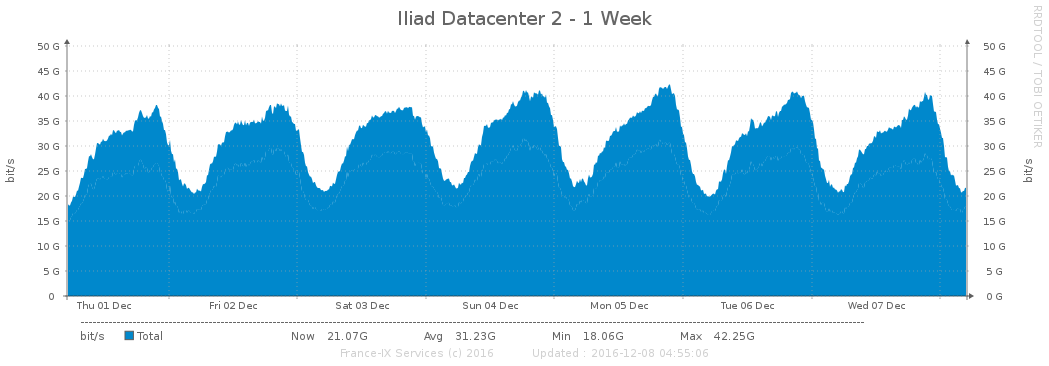 Iliad Datacenter 2 - 1 Week
RRDTOOL / TOBI OETIKER
50 G 50 G
45 G 45 G
40 G 40 G
35 G 35 G
30 G 30 G
25 G 25 G
20 G 20 G
15 G 15 G
10 G 10 G
5 G 5 G
0 0 G
bit/s
bit/s
Thu 01 Dec Fri 02 Dec Sat 03 Dec Sun 04 Dec Mon 05 Dec Tue 06 Dec Wed 07 Dec
bit/s Total Now 21.07G Avg 31.23G Min 18.06G Max 42.25G
France-IX Services (c) 2016 Updated : 2016-12-08 04:55:06